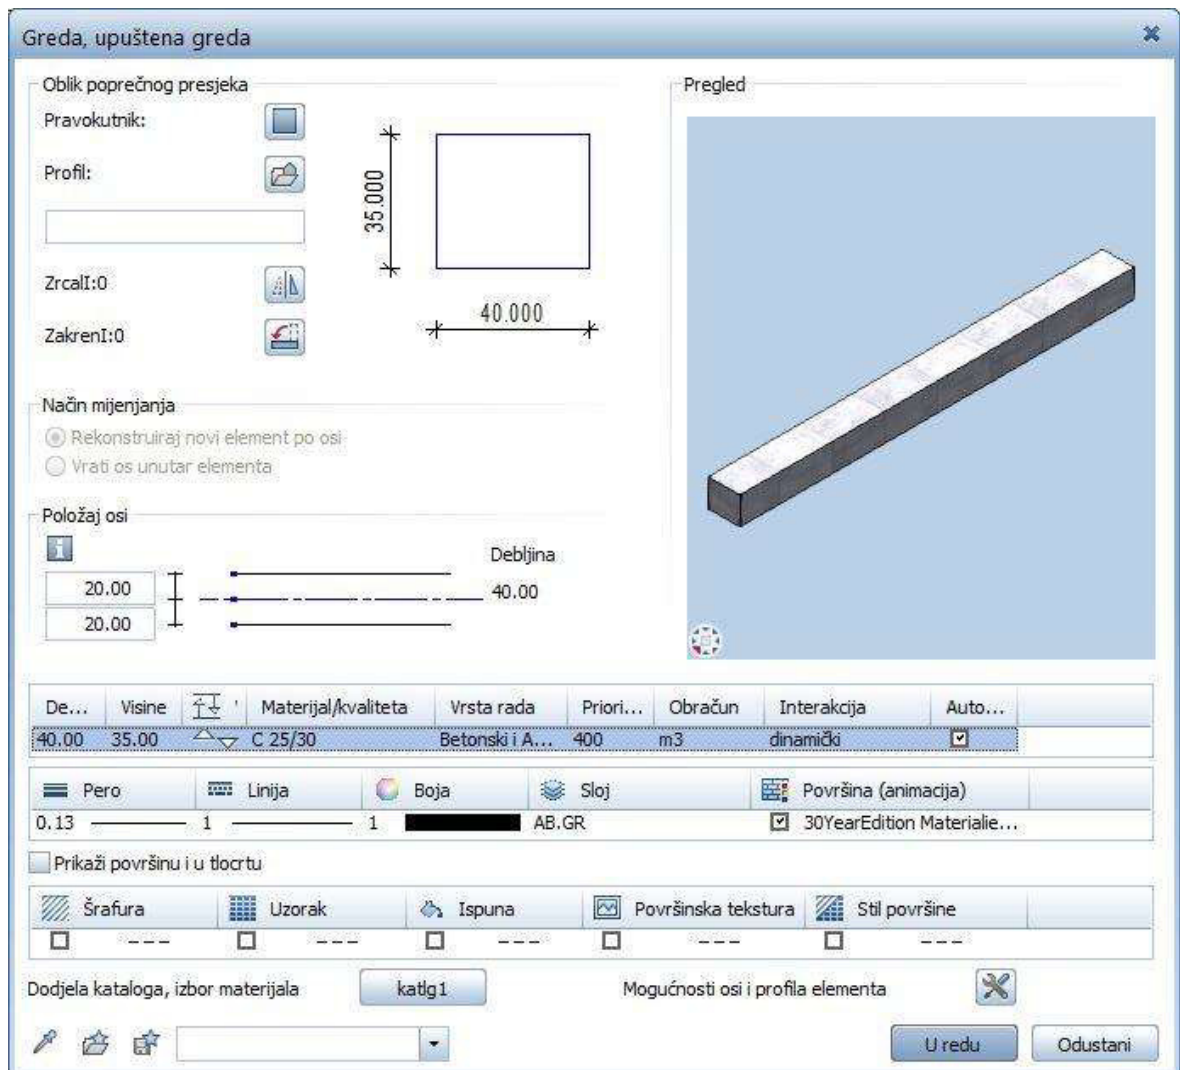 Greda, upuštena greda
Oblik poprečnog presjeka
Pregled
Pravokutnik:
Profil:
35.000
40.000
ZrcalI:0
ZakrenI:0
Način mijenjanja
Rekonstruiraj novi element po osi
Vrati os unutar elementa
Položaj osi
Debljina
20.00
40.00
20.00
De... Visine Materijal/kvaliteta Vrsta rada Priori... Obračun Interakcija Auto...
40.00 35.00 C 25/30 Betonski i A... 400 m3 dinamički
Pero Linija Boja Sloj Površina (animacija)
0.13 1 1 AB.GR 30YearEdition Materialie...
Prikaži površinu i u tlocrtu
Šrafura Uzorak Ispuna Površinska tekstura Stil površine
--- --- --- --- ---
Dodjela kataloga, izbor materijala katlg1 Mogućnosti osi i profila elementa
U redu Odustani